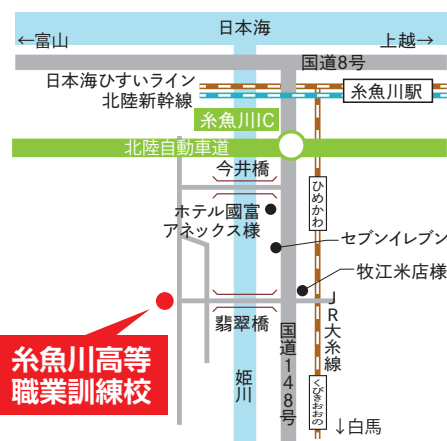 日本海
←富山
上越→
国道8号
日本海ひすいライン
北陸新幹線
糸魚川駅
糸魚川IC
北陸自動車道
今井橋
ひめかわ
ホテル國富
アネックス様
セブンイレブン
牧江米店様
翡翠橋
糸魚川高等
職業訓練校
姫川
国道148号
JR大糸線
くびきおおの
↓白馬